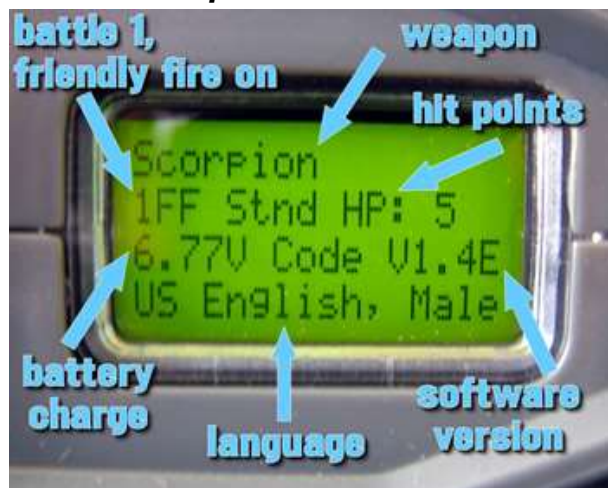 battle 1,
friendly fire on
weapon
hit points
Scorpion
1FF Stnd HP: 5
6.77V Code V1.4E
US English, Male
battery
charge
language
software
version